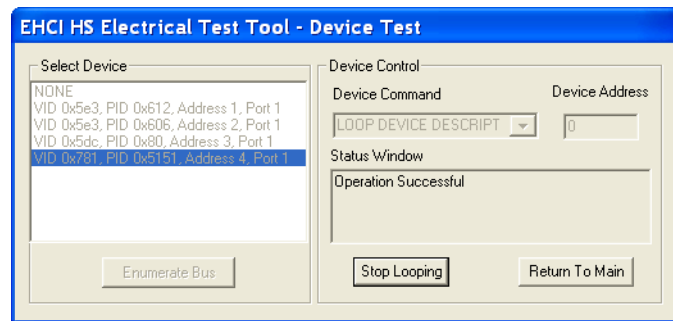 EHCI HS Electrical Test Tool - Device Test
Select Device
NONE
VID 0x5e3, PID 0x612, Address 1, Port 1
VID 0x5e3, PID 0x606, Address 2, Port 1
VID 0x5dc, PID 0x80, Address 3, Port 1
VID 0x781, PID 0x5151, Address 4, Port 1
Enumerate Bus
Device Control
Device Command
Device Address
LOOP DEVICE DESCRIPT
0
Status Window
Operation Successful
Stop Looping
Return To Main